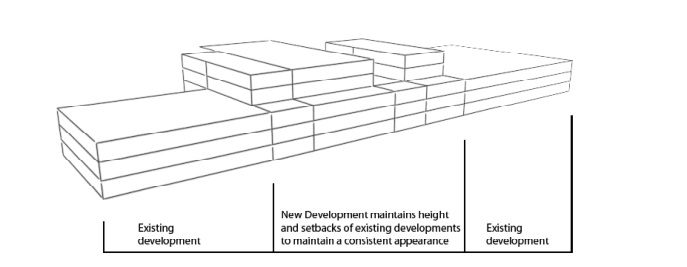 Existing
development
New Development maintains height
and setbacks of existing developments
to maintain a consistent appearance
Existing
development